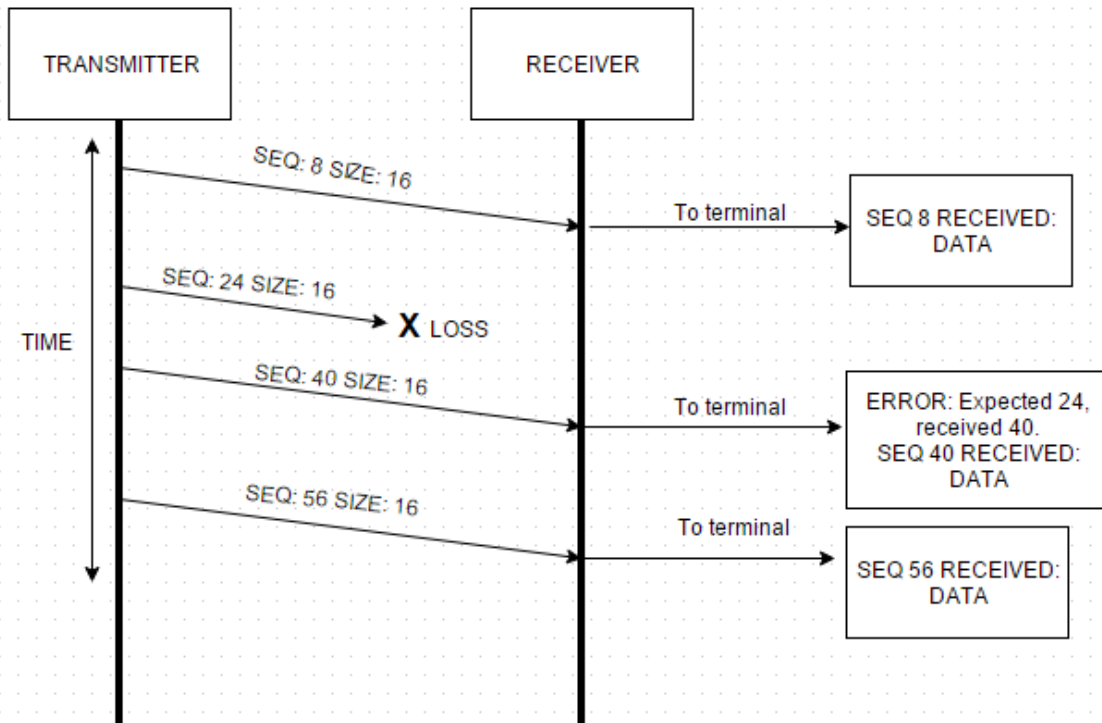 TRANSMITTER
RECEIVER
SEQ: 8 SIZE: 16
To terminal
SEQ 8 RECEIVED:
DATA
SEQ: 24 SIZE: 16
X LOSS
TIME
SEQ: 40 SIZE: 16
To terminal
ERROR: Expected 24,
received 40.
SEQ 40 RECEIVED:
DATA
SEQ: 56 SIZE: 16
To terminal
SEQ 56 RECEIVED:
DATA